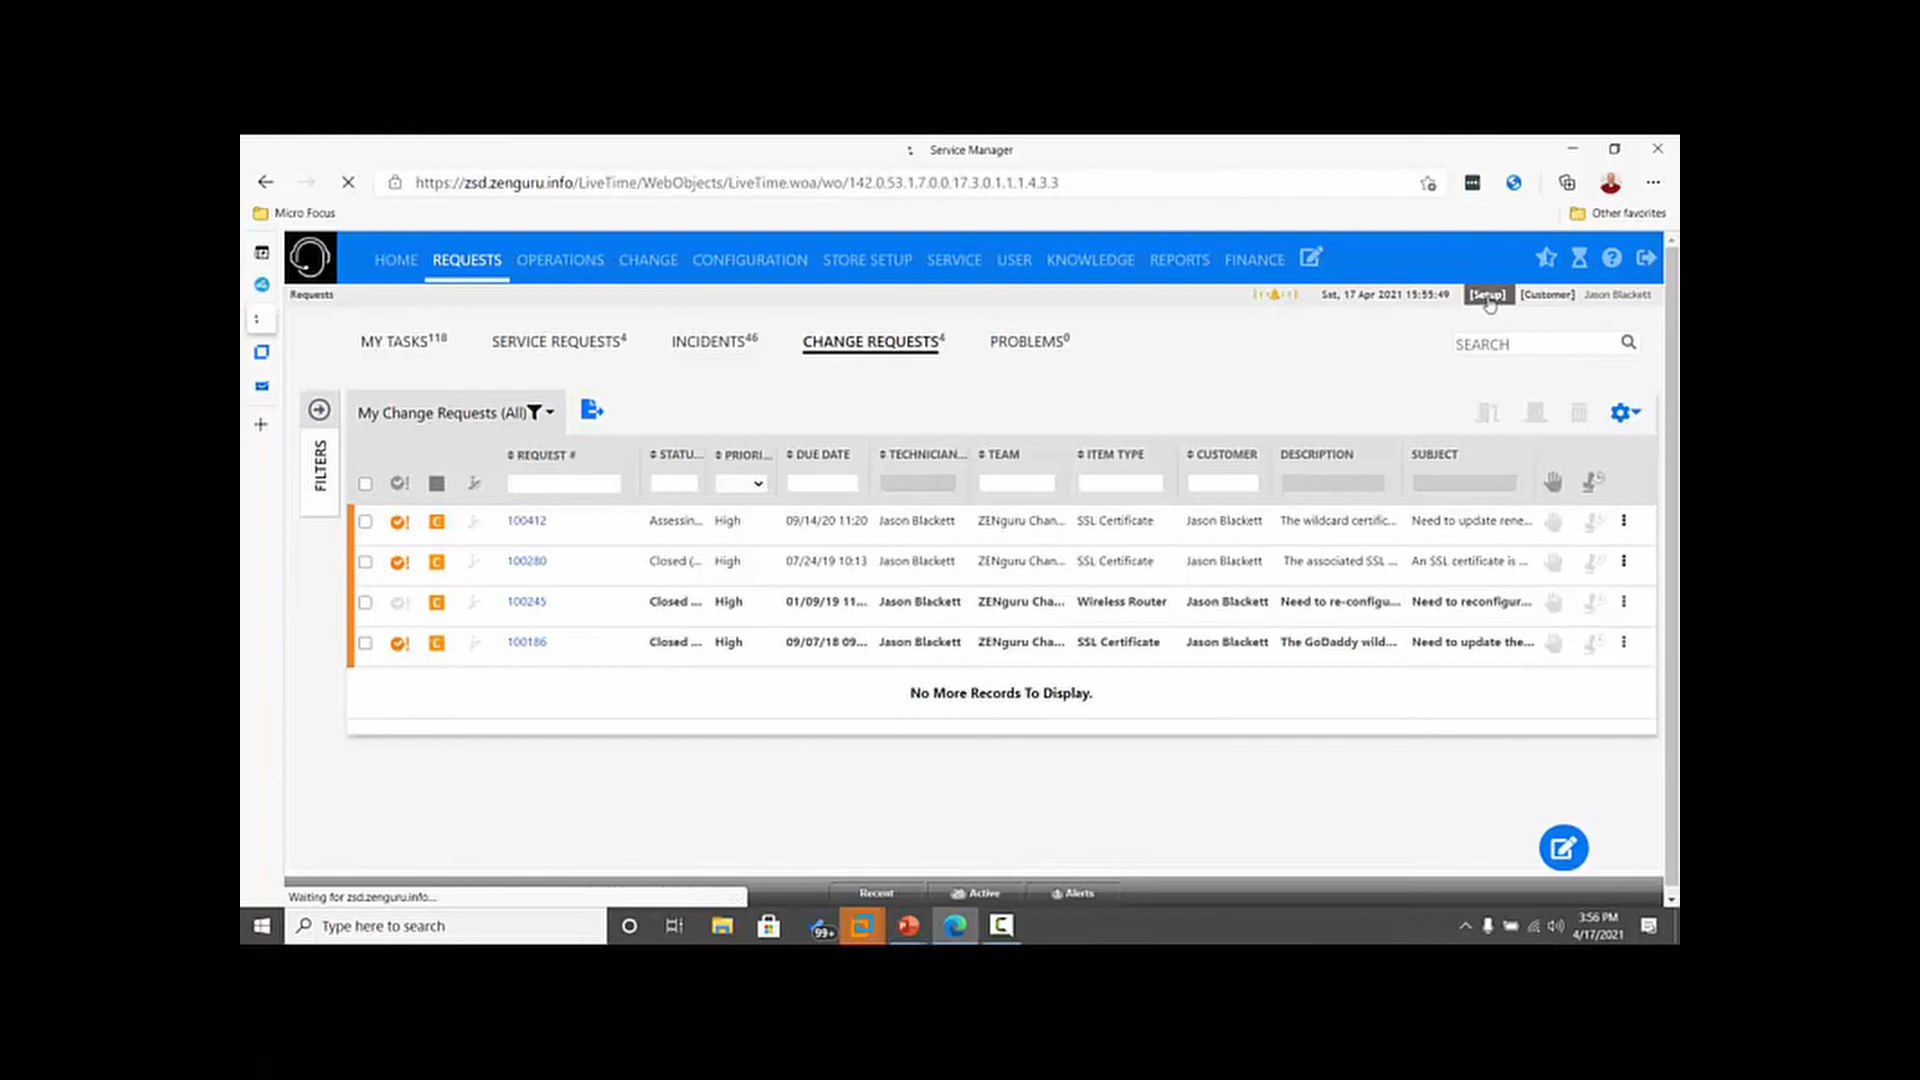 Service Manager
https://zsd.zenguru.info/LiveTime/WebObjects/LiveTime.woa/wo/142.0.53.1.7.0.0.17.3.0.1.1.1.4.3.3
Micro Focus
Other favorites
HOME REQUESTS OPERATIONS CHANGE CONFIGURATION STORE SETUP SERVICE USER KNOWLEDGE REPORTS FINANCE
Requests
Sat, 17 Apr 2021 15:55:49 [Setup] [Customer] Jason Blackett
MY TASKS118 SERVICE REQUESTS4 INCIDENTS46 CHANGE REQUESTS4 PROBLEMS0
SEARCH
My Change Requests (All)
FILTERS
REQUEST # STATU... PRIORI... DUE DATE TECHNICIAN... TEAM ITEM TYPE CUSTOMER DESCRIPTION SUBJECT
C 100412 Assessin... High 09/14/20 11:20 Jason Blackett ZENguru Chan... SSL Certificate Jason Blackett The wildcard certific... Need to update rene...
C 100280 Closed (... High 07/24/19 10:13 Jason Blackett ZENguru Chan... SSL Certificate Jason Blackett The associated SSL ... An SSL certificate is ...
C 100245 Closed ... High 01/09/19 11... Jason Blackett ZENguru Cha... Wireless Router Jason Blackett Need to re-configu... Need to reconfigur...
C 100186 Closed ... High 09/07/18 09... Jason Blackett ZENguru Cha... SSL Certificate Jason Blackett The GoDaddy wild... Need to update the...
No More Records To Display.
Waiting for zsd.zenguru.info...
Recent Active Alerts
Type here to search
99+
3:56 PM
4/17/2021